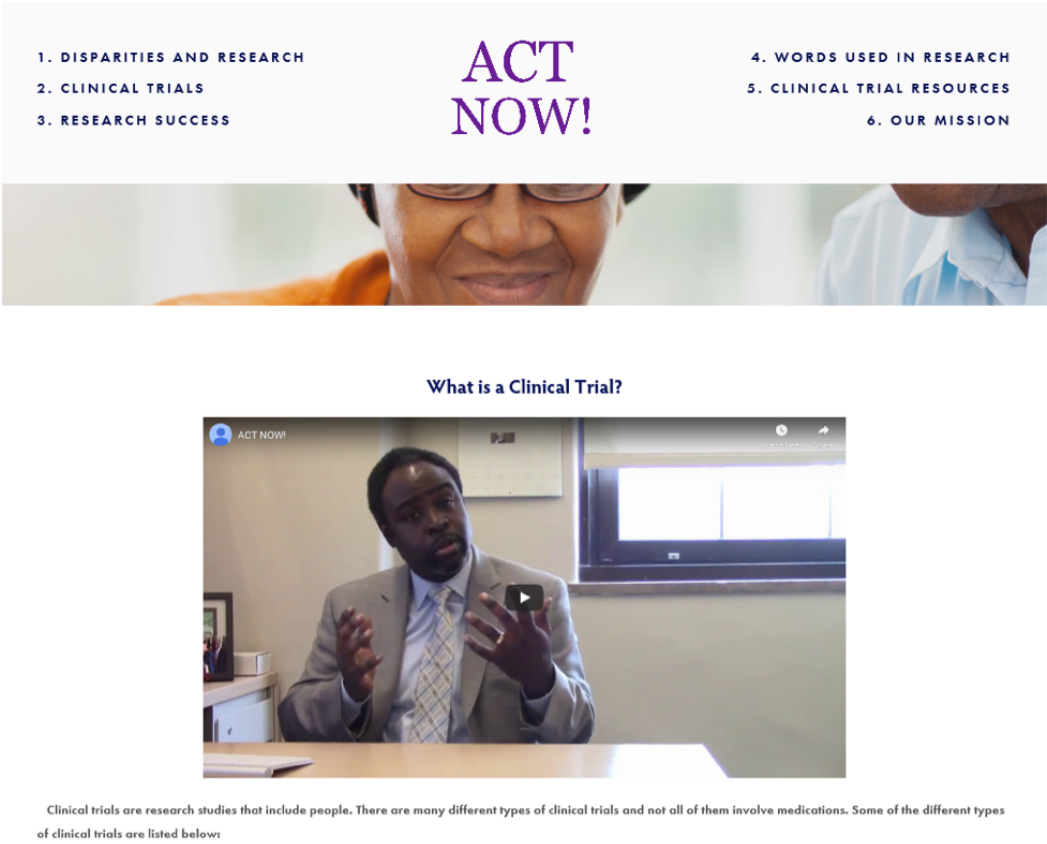 1. DISPARITIES AND RESEARCH
2. CLINICAL TRIALS
3. RESEARCH SUCCESS
ACT
NOW!
4. WORDS USED IN RESEARCH
5. CLINICAL TRIAL RESOURCES
6. OUR MISSION
What is a Clinical Trial?
ACT NOW!
Watch later Share
Clinical trials are research studies that include people. There are many different types of clinical trials and not all of them involve medications. Some of the different types
of clinical trials are listed below: